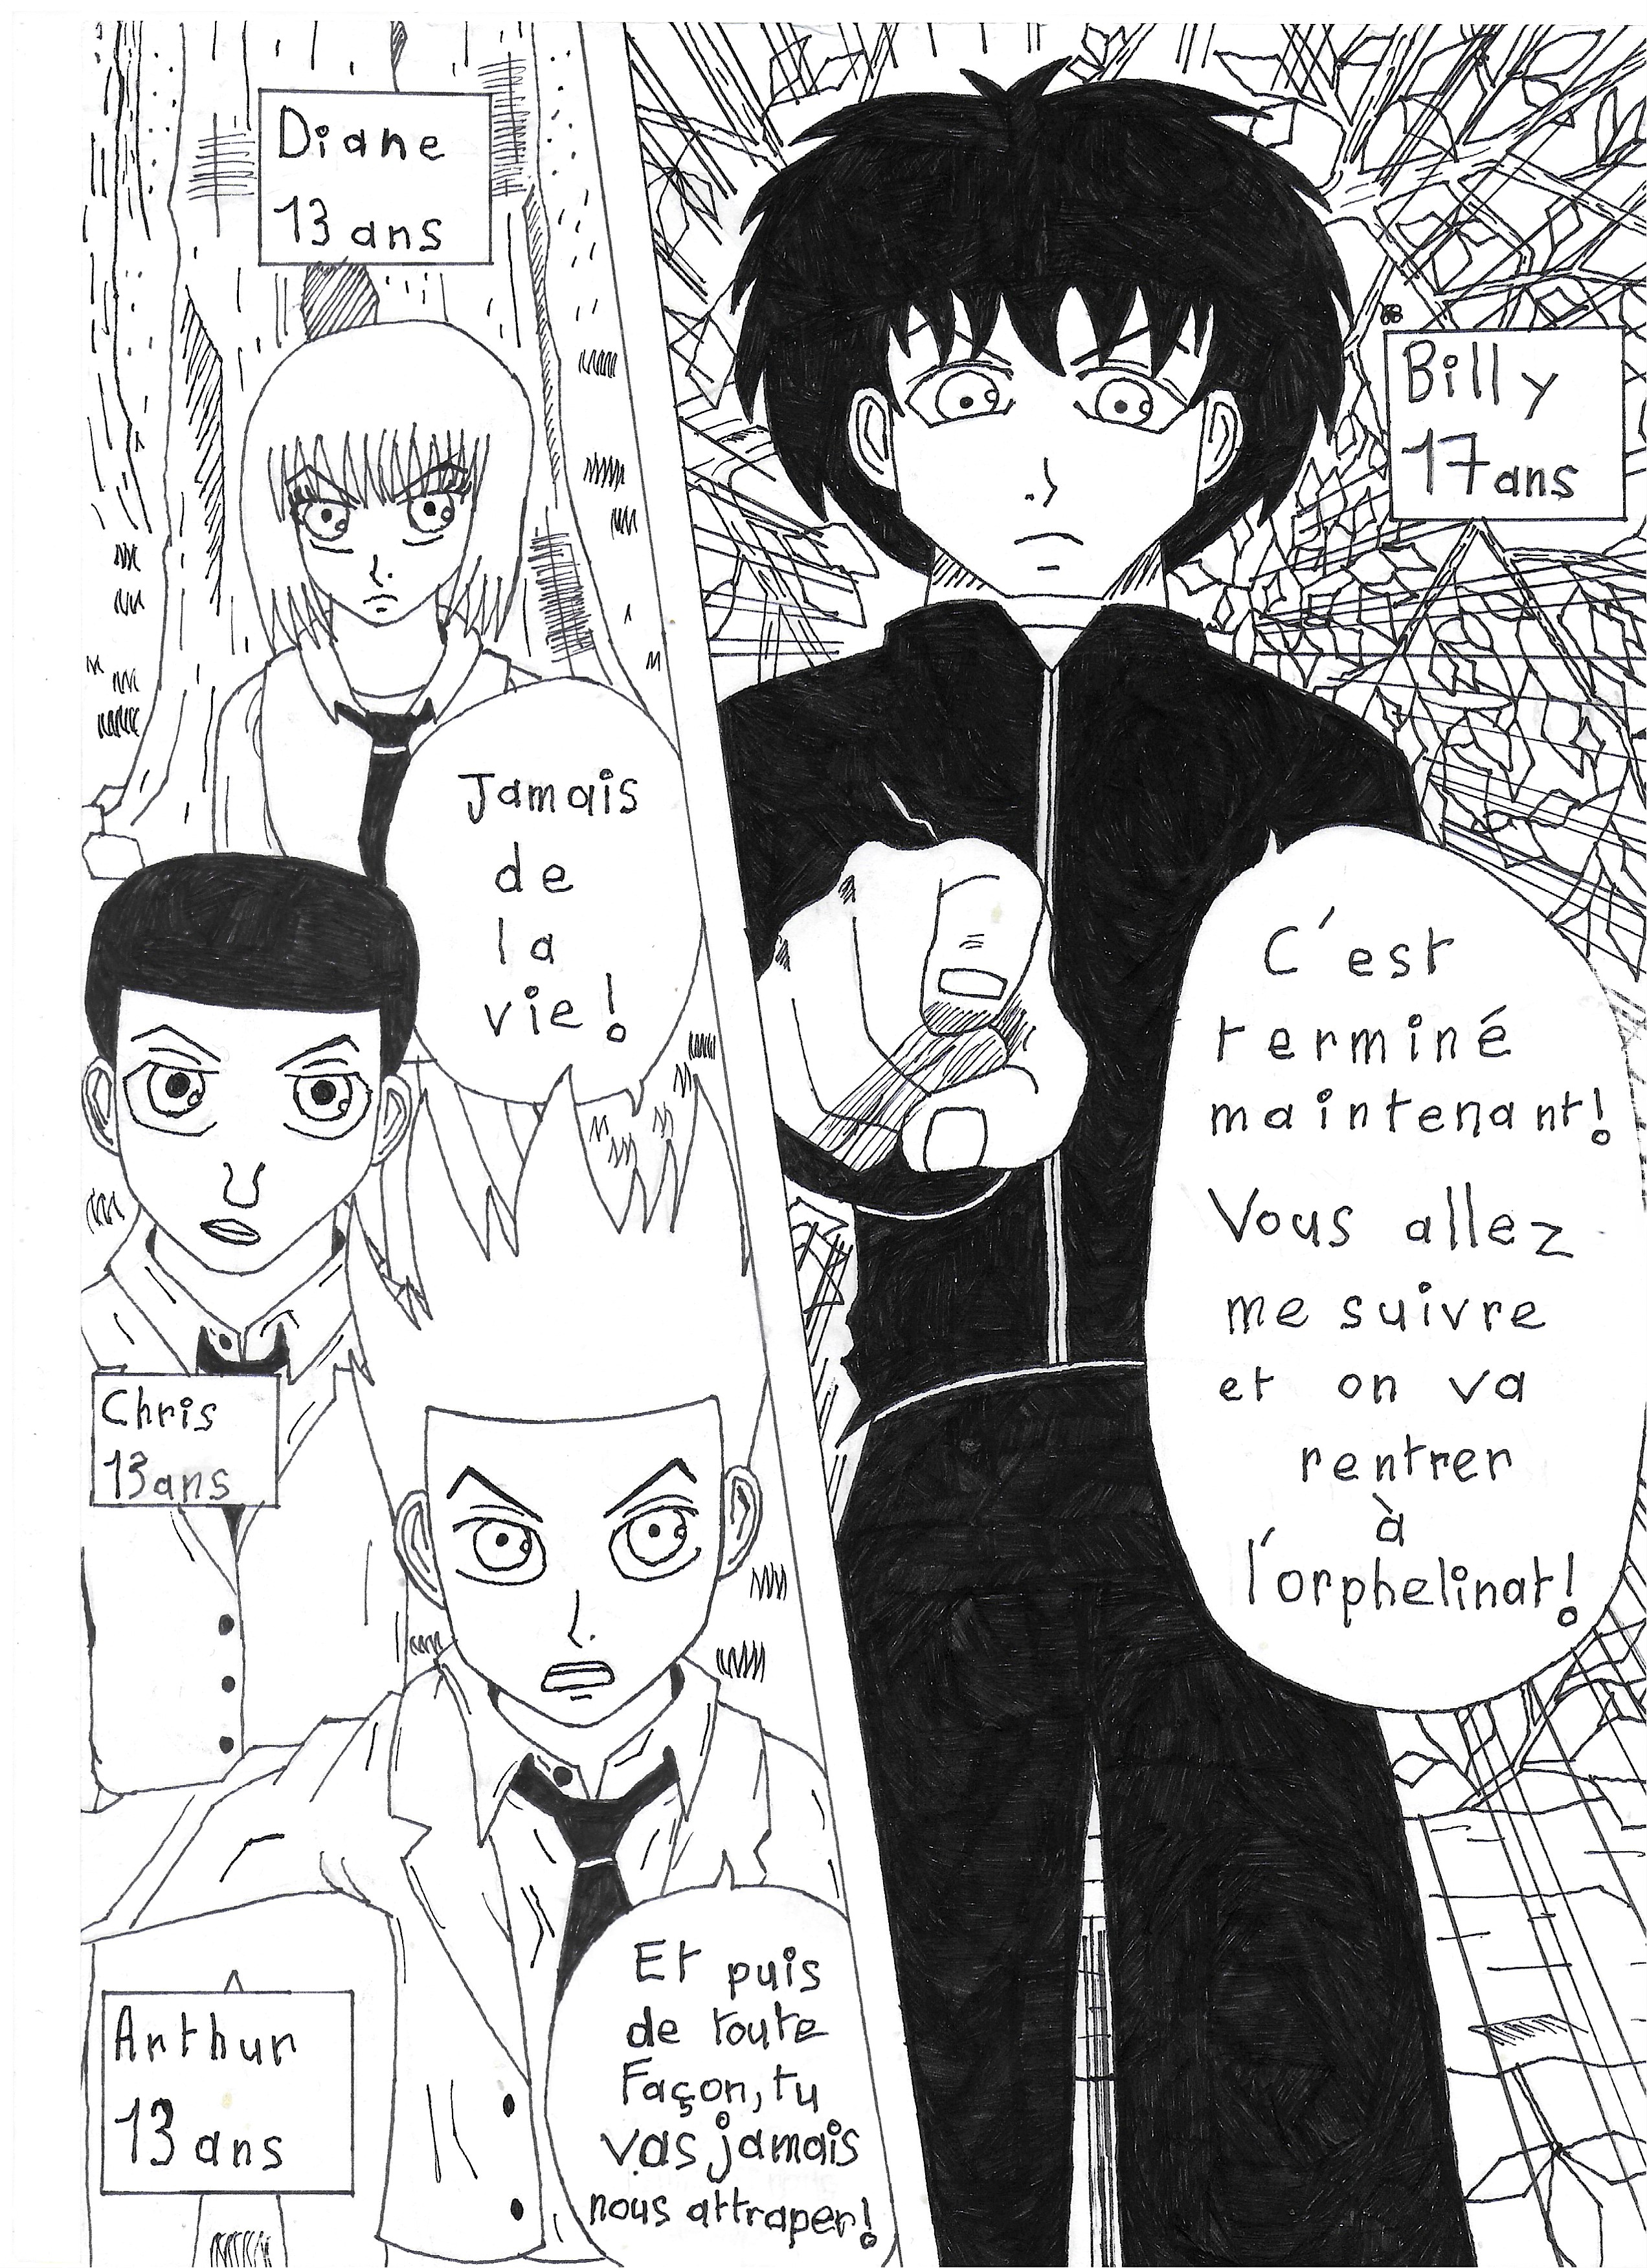 Billy
17 ans
C'est
terminé
maintenant!
Vous allez
me suivre
et on va
rentrer
à
l'orphelinat!
Diane
13 ans
Jamais
de
la
vie!
Chris
13 ans
Arthur
13 ans
Et puis
de toute
Façon, tu
vas jamais
nous attraper!